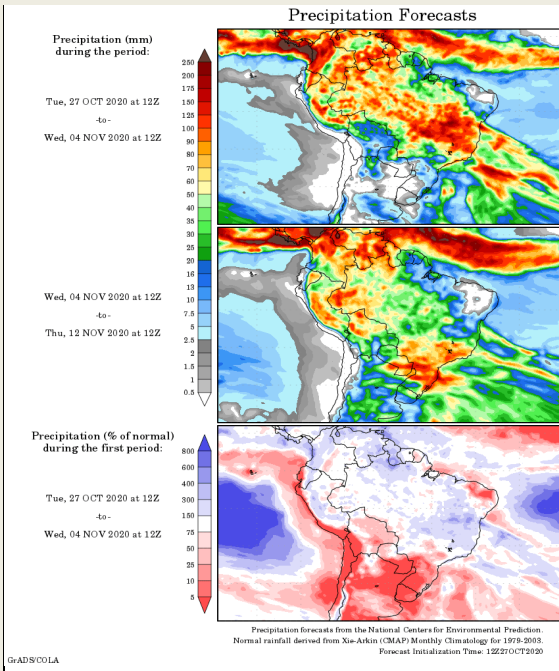 Precipitation Forecasts
Precipitation (mm)
during the period:
Tue, 27 OCT 2020 at 12Z
-to-
Wed, 04 NOV 2020 at 12Z
250
200
175
150
125
100
90
80
70
60
50
40
35
30
25
20
16
13
10
7.5
5
2.5
2
1.5
1
0.5
Wed, 04 NOV 2020 at 12Z
-to-
Thu, 12 NOV 2020 at 12Z
Precipitation (% of normal)
during the first period:
Tue, 27 OCT 2020 at 12Z
-to-
Wed, 04 NOV 2020 at 12Z
800
600
400
300
150
75
50
25
10
5
Precipitation forecasts from the National Centers for Environmental Prediction.
Normal rainfall derived from Xie-Arkin (CMAP) Monthly Climatology for 1979-2003.
Forecast Initialization Time: 12Z27OCT2020
GrADS/COLA